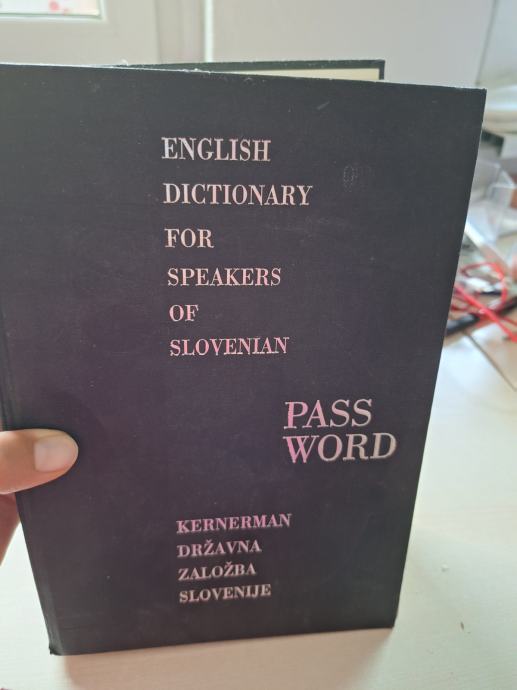 ENGLISH
DICTIONARY
FOR
SPEAKERS
OF
SLOVENIAN
PASS
WORD
KERNERMAN
DRŽAVNA
ZALOŽBA
SLOVENIJE